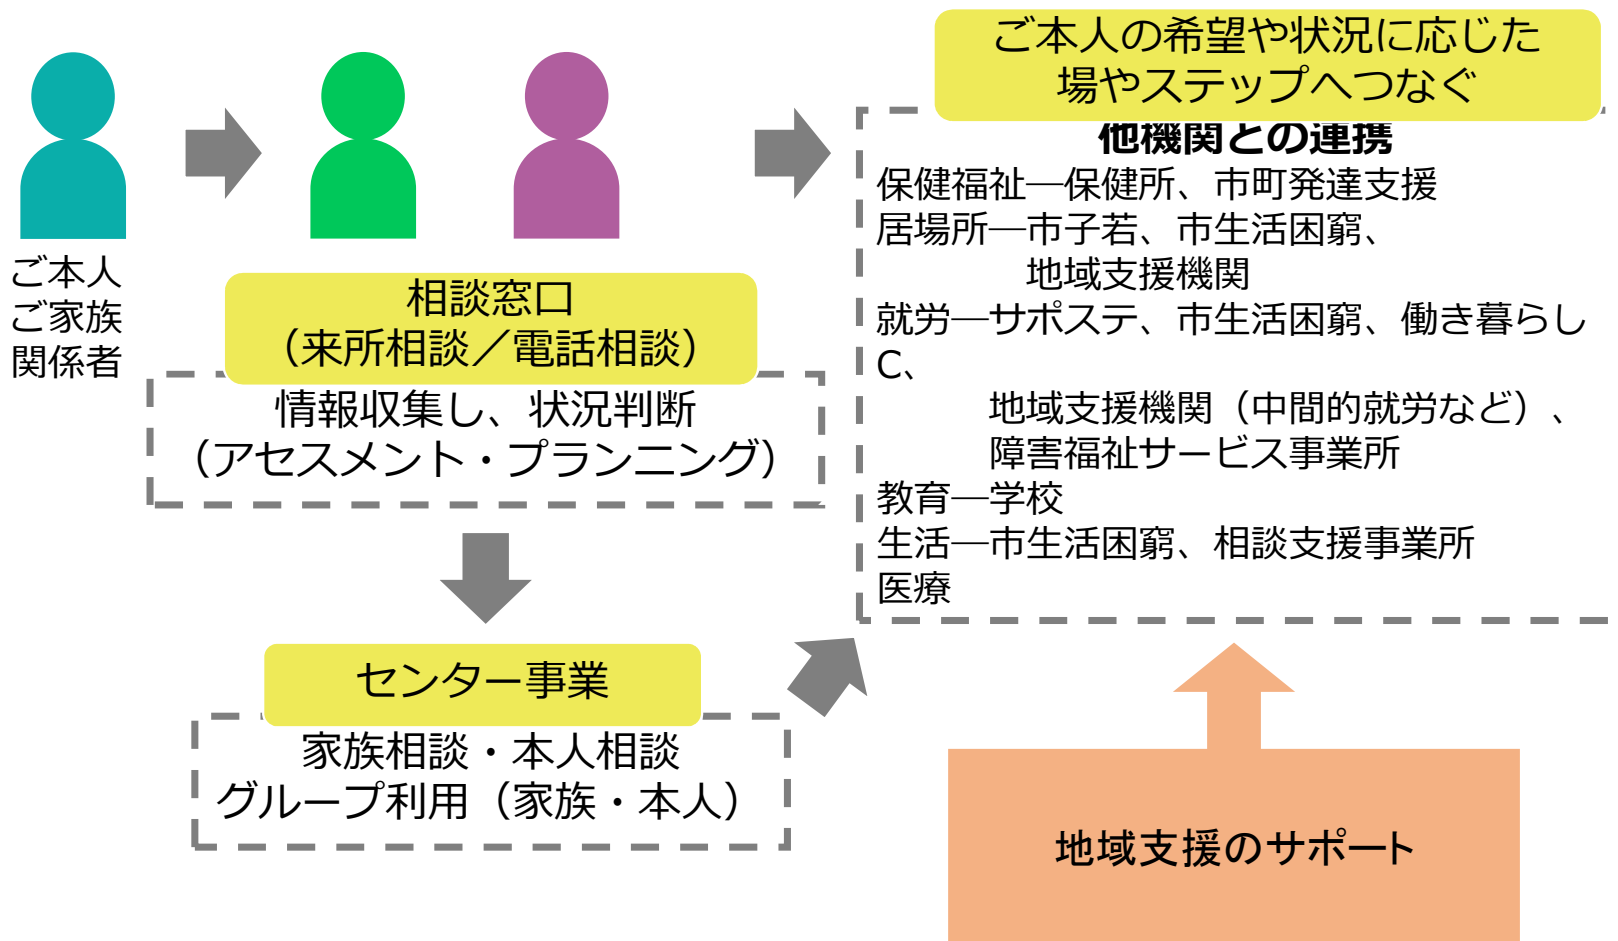 ご本人
ご家族
関係者
相談窓口
（来所相談／電話相談）
情報収集し、状況判断
（アセスメント・プランニング）
センター事業
家族相談・本人相談
グループ利用（家族・本人）
ご本人の希望や状況に応じた
場やステップへつなぐ
他機関との連携
保健福祉―保健所、市町発達支援
居場所―市子若、市生活困窮、
地域支援機関
就労―サポステ、市生活困窮、働き暮らし
C、
地域支援機関（中間的就労など）、
障害福祉サービス事業所
教育―学校
生活―市生活困窮、相談支援事業所
医療
地域支援のサポート